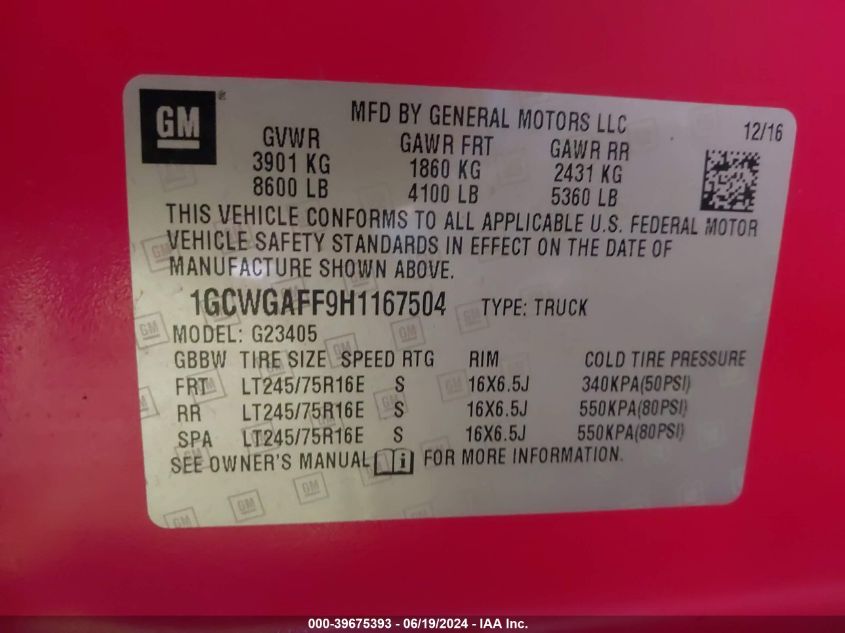 GM
MFD BY GENERAL MOTORS LLC 12/16
GVWR GAWR FRT GAWR RR
3901 KG 1860 KG 2431 KG
8600 LB 4100 LB 5360 LB
THIS VEHICLE CONFORMS TO ALL APPLICABLE U.S. FEDERAL MOTOR
VEHICLE SAFETY STANDARDS IN EFFECT ON THE DATE OF
MANUFACTURE SHOWN ABOVE.
1GCWGAFF9H1167504 TYPE: TRUCK
MODEL: G23405
GBBW TIRE SIZE SPEED RTG RIM COLD TIRE PRESSURE
FRT LT245/75R16E S 16X6.5J 340KPA(50PSI)
RR LT245/75R16E S 16X6.5J 550KPA(80PSI)
SPA LT245/75R16E S 16X6.5J 550KPA(80PSI)
SEE OWNER'S MANUAL i FOR MORE INFORMATION.
000-39675393 - 06/19/2024 - IAA Inc.